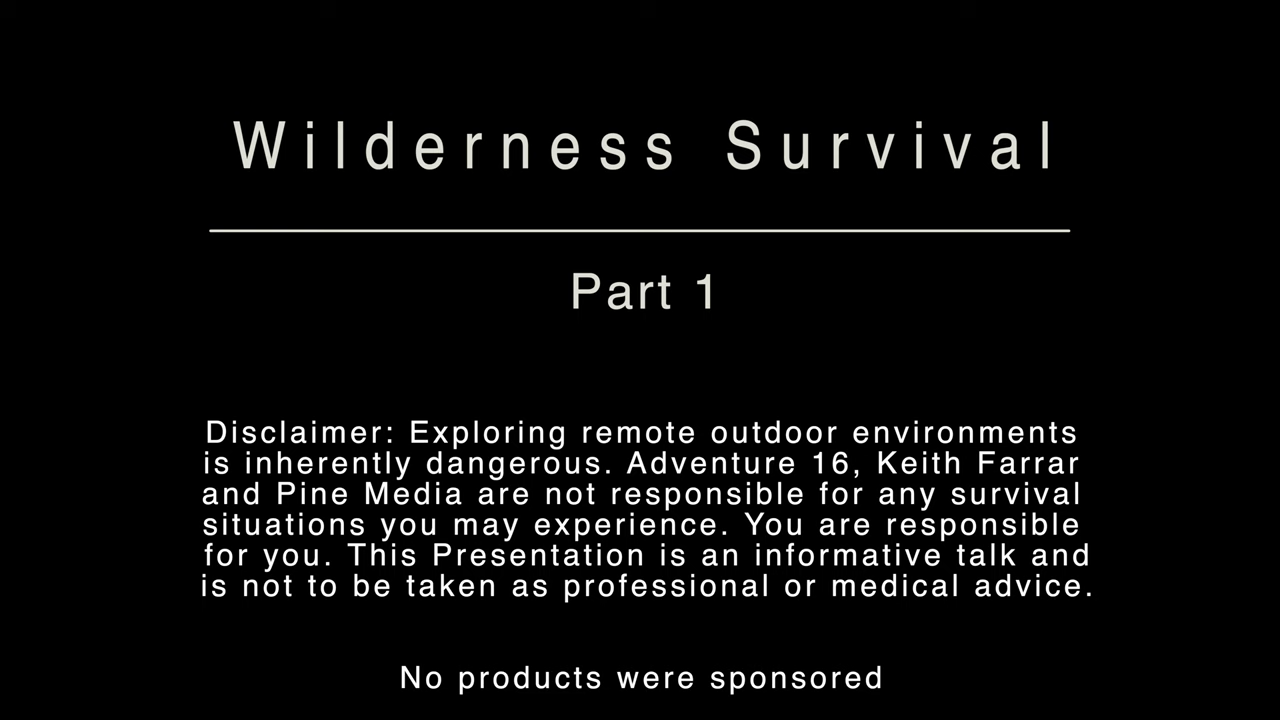 Wilderness Survival
Part 1
Disclaimer: Exploring remote outdoor environments
is inherently dangerous. Adventure 16, Keith Farrar
and Pine Media are not responsible for any survival
situations you may experience. You are responsible
for you. This Presentation is an informative talk and
is not to be taken as professional or medical advice.
No products were sponsored